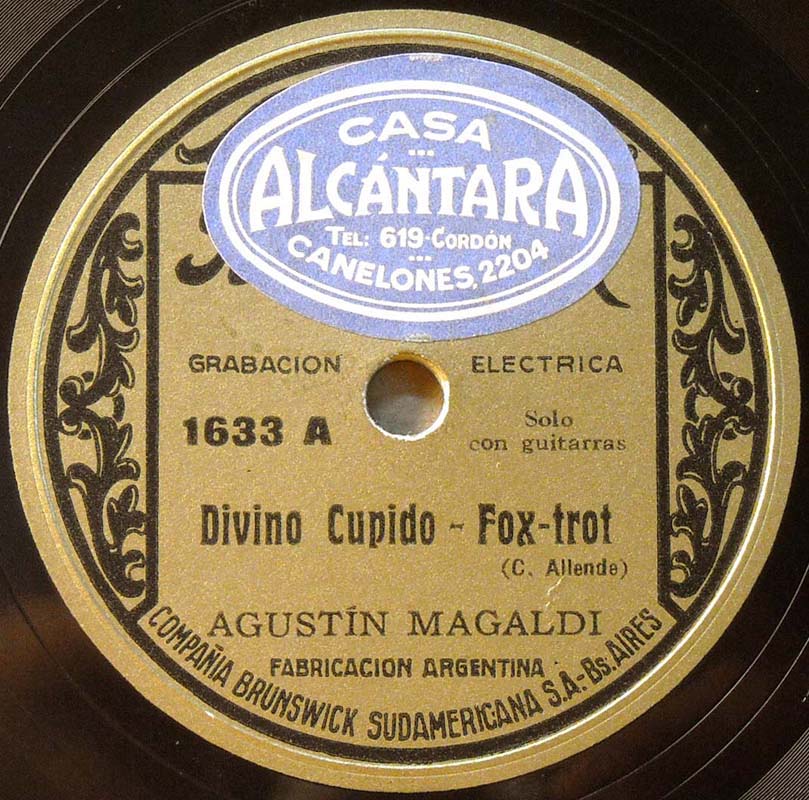 CASA
ALCÁNTARA
TEL: 619-CORDÓN
CANELONES, 2204
GRABACION ELECTRICA
1633 A
Solo
con guitarras
Divino Cupido - Fox-trot
(C. Allende)
AGUSTÍN MAGALDI
FABRICACION ARGENTINA
COMPAÑIA BRUNSWICK SUDAMERICANA S.A.-Bs. AIRES